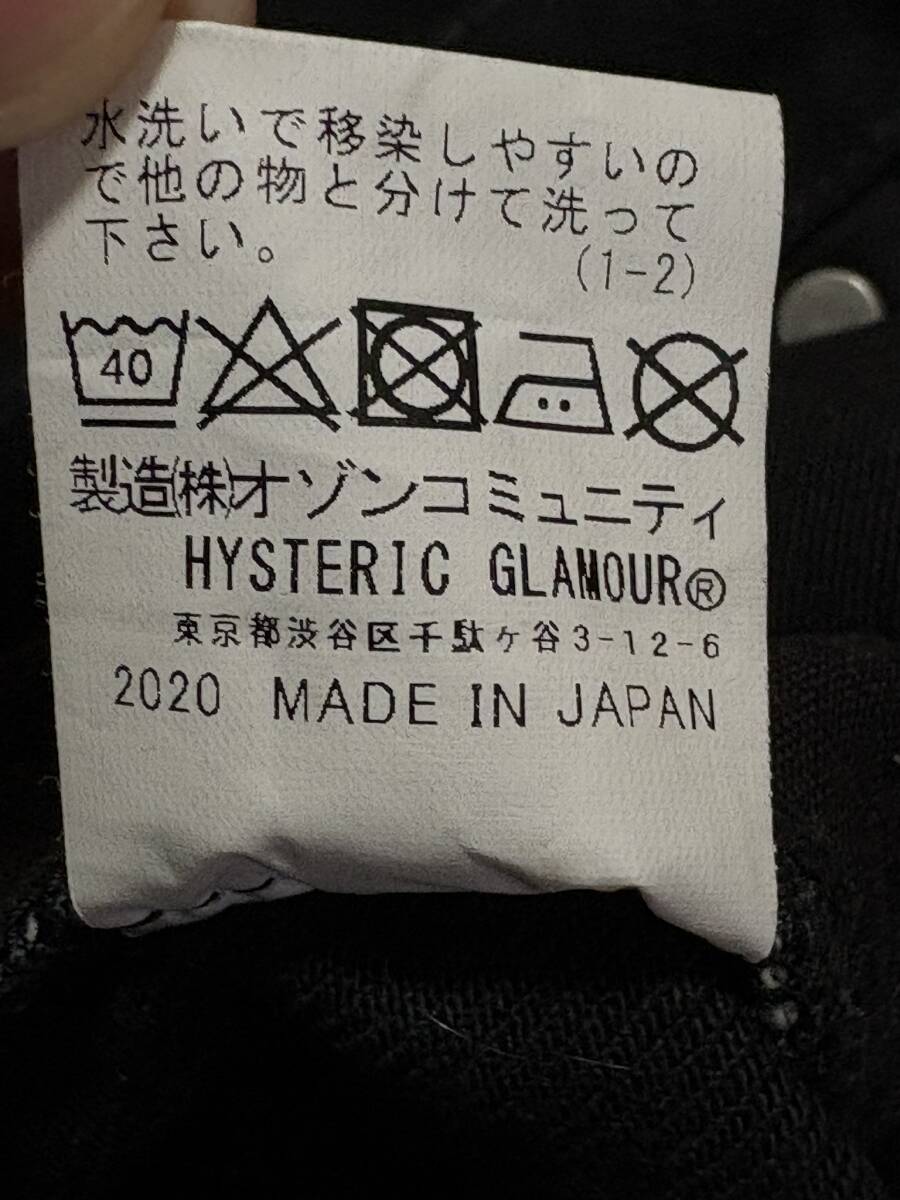 水洗いで移染しやすいの
で他の物と分けて洗って
下さい。
(1-2)
40
製造(株)オゾンコミュニティ
HYSTERIC GLAMOUR®
東京都渋谷区千駄ヶ谷3-12-6
2020 MADE IN JAPAN